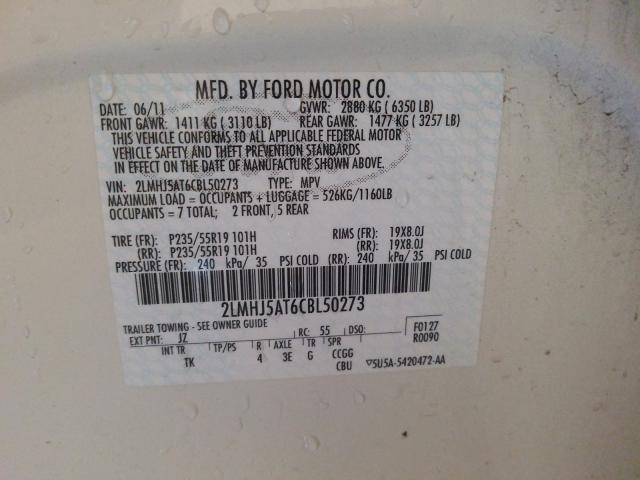 MFD. BY FORD MOTOR CO.
DATE: 06/11 GVWR: 2880 KG ( 6350 LB)
FRONT GAWR: 1411 KG ( 3110 LB) REAR GAWR: 1477 KG ( 3257 LB)
THIS VEHICLE CONFORMS TO ALL APPLICABLE FEDERAL MOTOR
VEHICLE SAFETY AND THEFT PREVENTION STANDARDS
IN EFFECT ON THE DATE OF MANUFACTURE SHOWN ABOVE.
VIN: 2LMHJ5AT6CBL50273 TYPE: MPV
MAXIMUM LOAD = OCCUPANTS + LUGGAGE = 526KG/1160LB
OCCUPANTS = 7 TOTAL; 2 FRONT, 5 REAR
TIRE (FR): P235/55R19 101H RIMS (FR): 19X8.0J
(RR): P235/55R19 101H (RR): 19X8.0J
PRESSURE (FR): 240 kPa/ 35 PSI COLD (RR): 240 kPa/ 35 PSI COLD
2LMHJ5AT6CBL50273
TRAILER TOWING - SEE OWNER GUIDE
EXT PNT: JZ RC: 55 DSO: F0127
R0090
INT TR TP/PS R AXLE TR SPR
TK 4 3E G CCGG
CBU ▽5U5A-5420472-AA